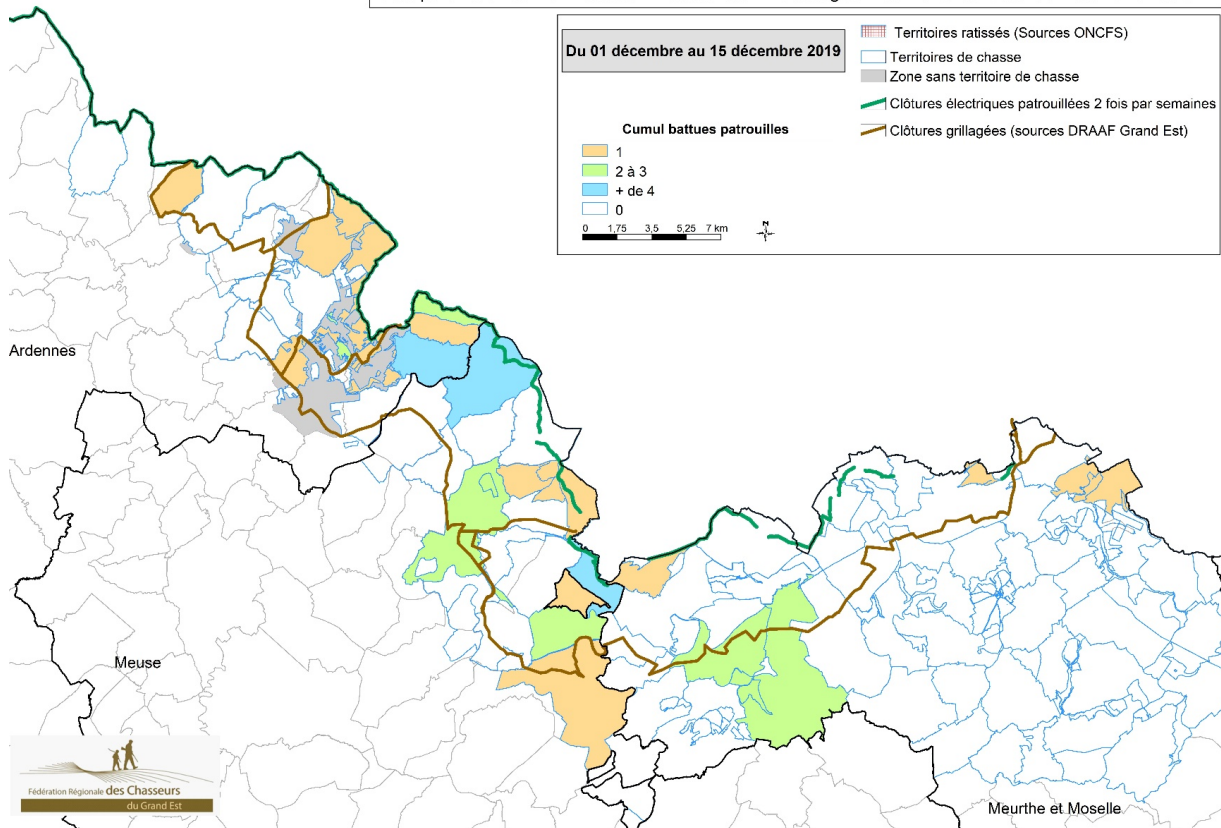 Du 01 décembre au 15 décembre 2019
Territoires ratissés (Sources ONCFS)
Territoires de chasse
Zone sans territoire de chasse
Clôtures électriques patrouillées 2 fois par semaines
Clôtures grillagées (sources DRAAF Grand Est)
Cumul battues patrouilles
1
2 à 3
+ de 4
0
0 1,75 3,5 5,25 7 km
N
Ardennes
Meuse
Meurthe et Moselle
Fédération Régionale des Chasseurs
du Grand Est